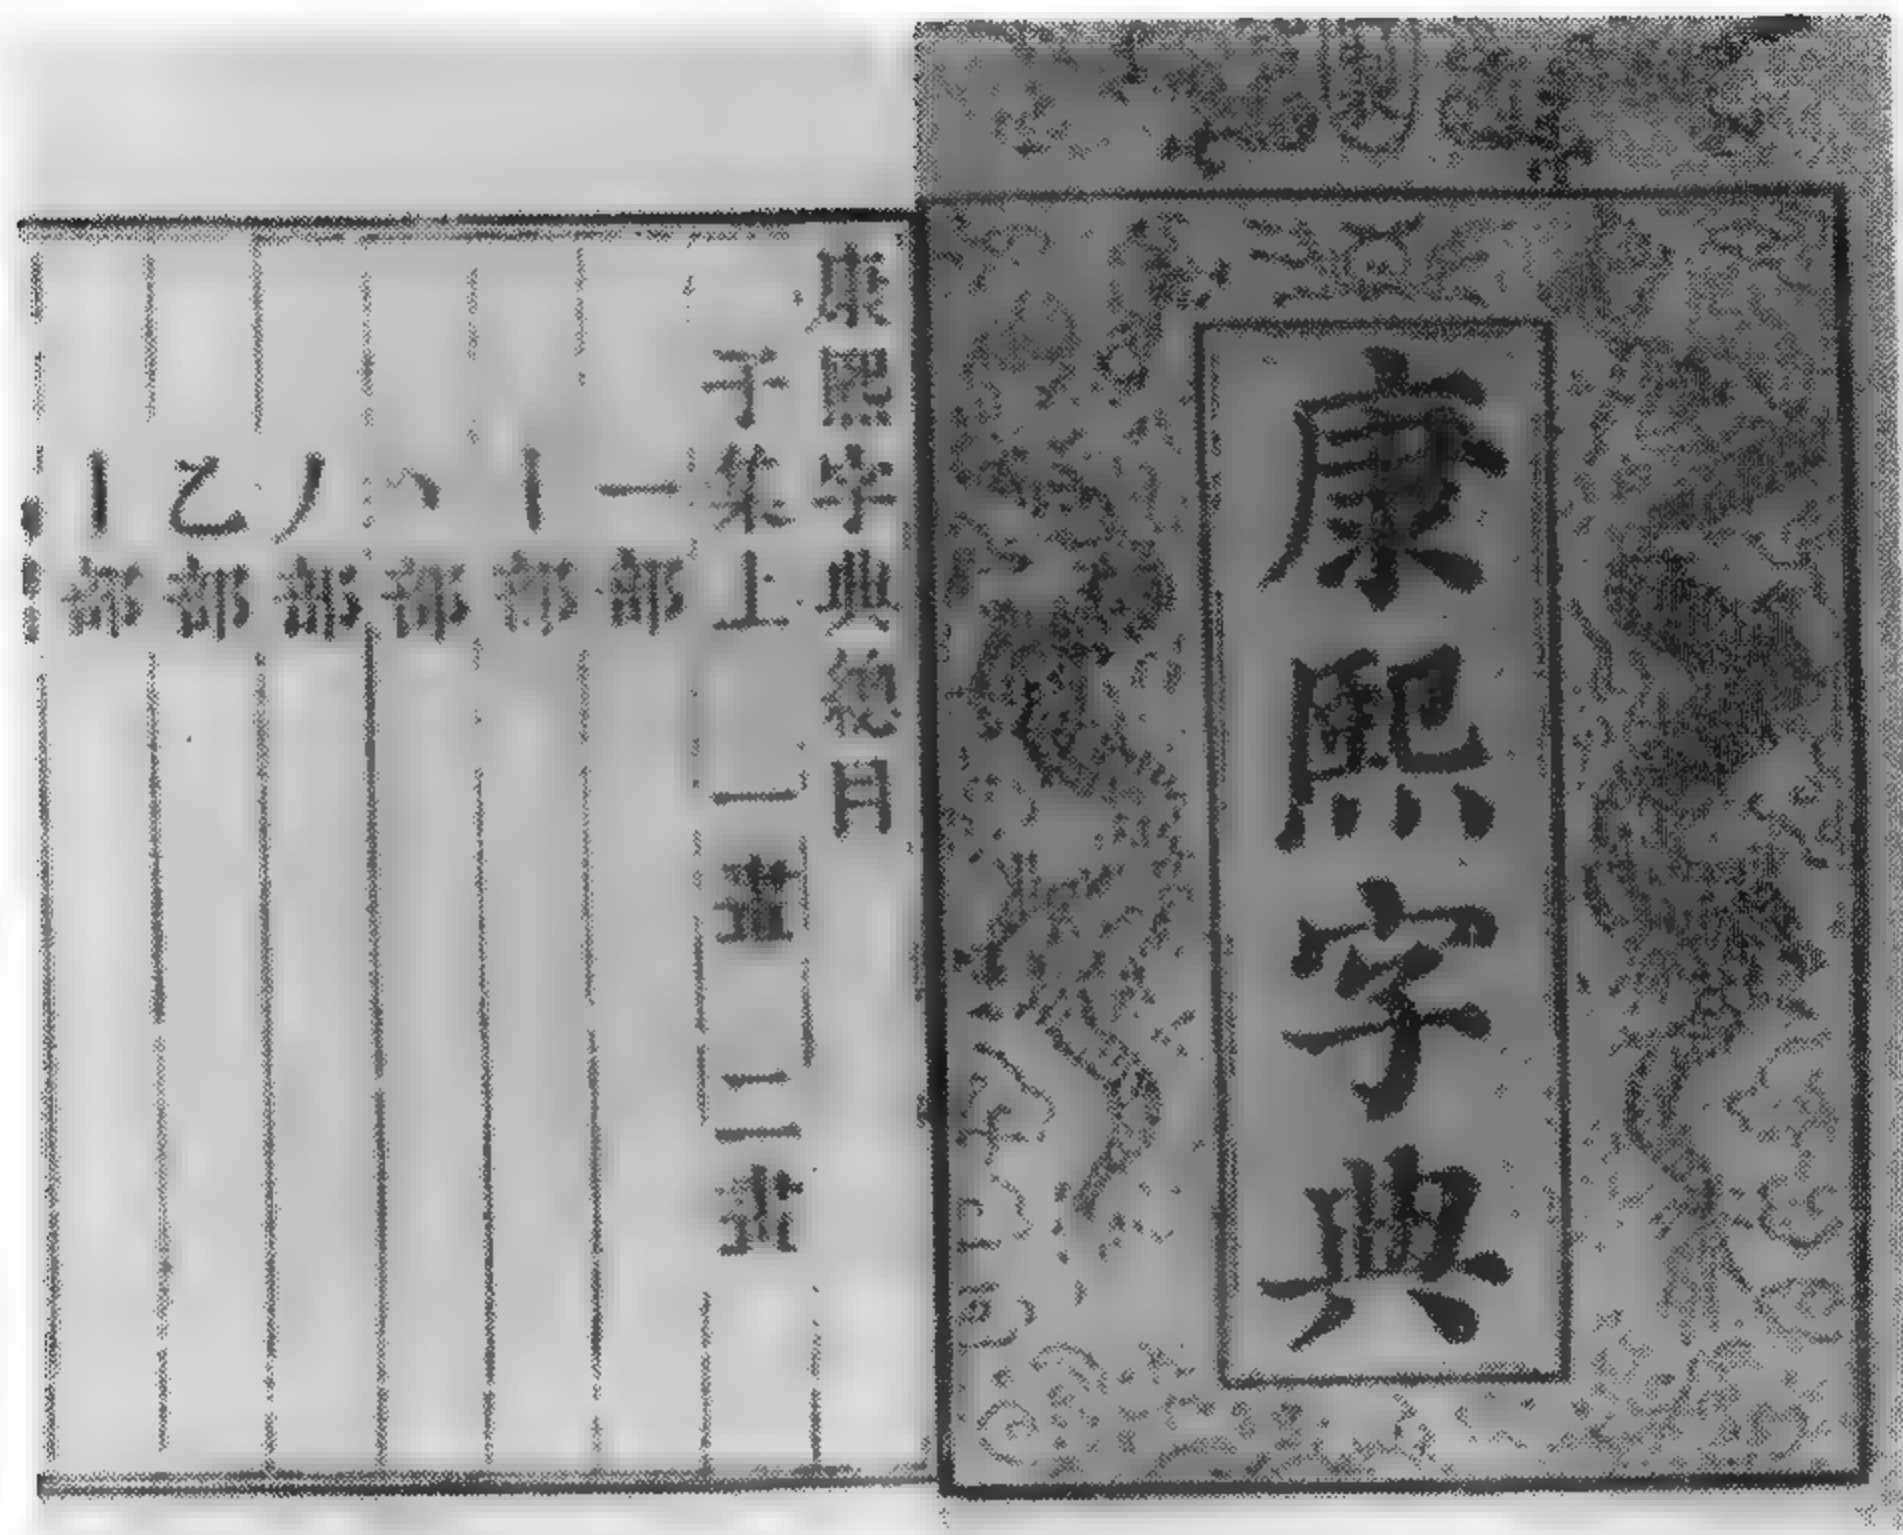 康熙字典
康熙字典總目
子集上 一畫 二畫
一部
丨部
丶部
丿部
乙部
亅部